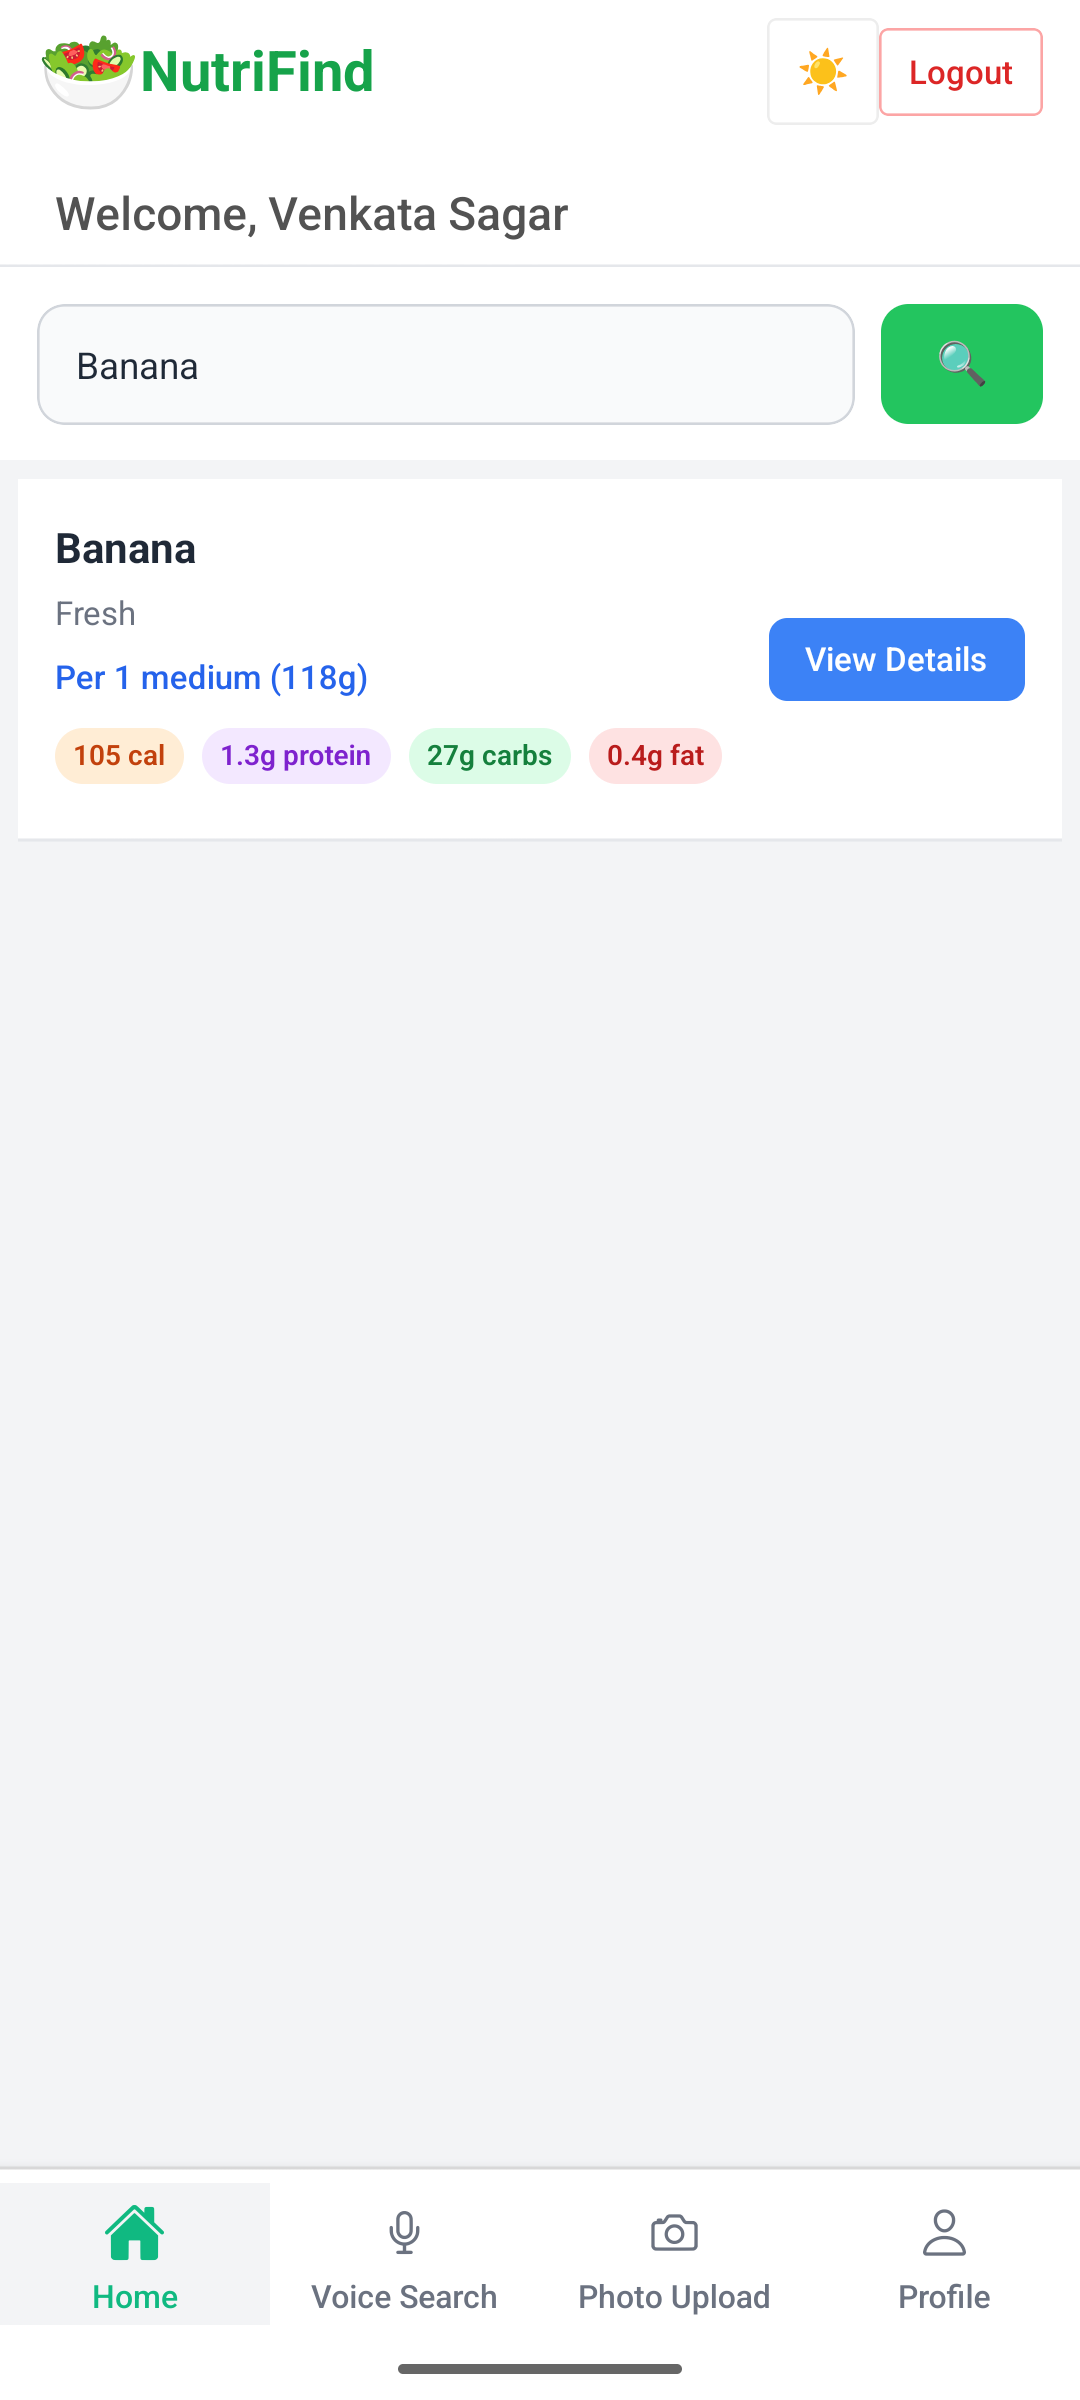 NutriFind
Logout
Welcome, Venkata Sagar
Banana
Banana
Fresh
Per 1 medium (118g)
View Details
105 cal 1.3g protein 27g carbs 0.4g fat
Home Voice Search Photo Upload Profile